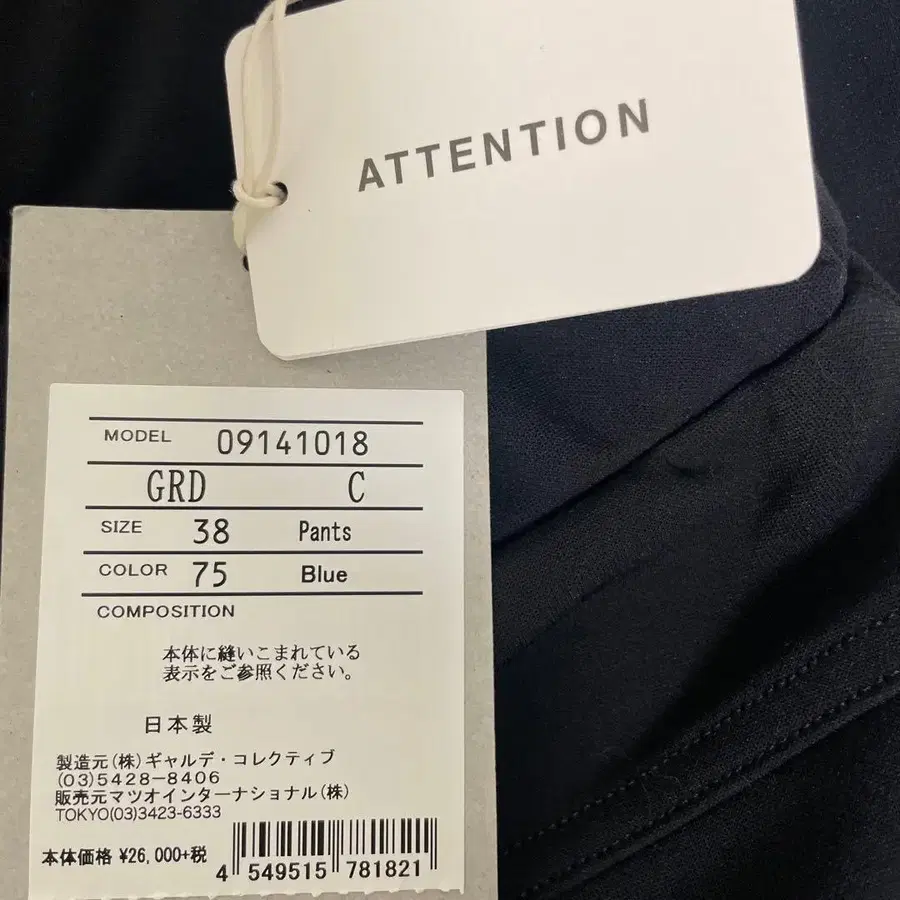 ATTENTION
MODEL 09141018
GRD C
SIZE 38 Pants
COLOR 75 Blue
COMPOSITION
本体に縫いこまれている
表示をご参照ください。
日本製
製造元(株)ギャルデ・コレクティブ
(03)5428-8406
販売元マツオインターナショナル(株)
TOKYO(03)3423-6333
本体価格 ¥26,000+税
4 549515 781821